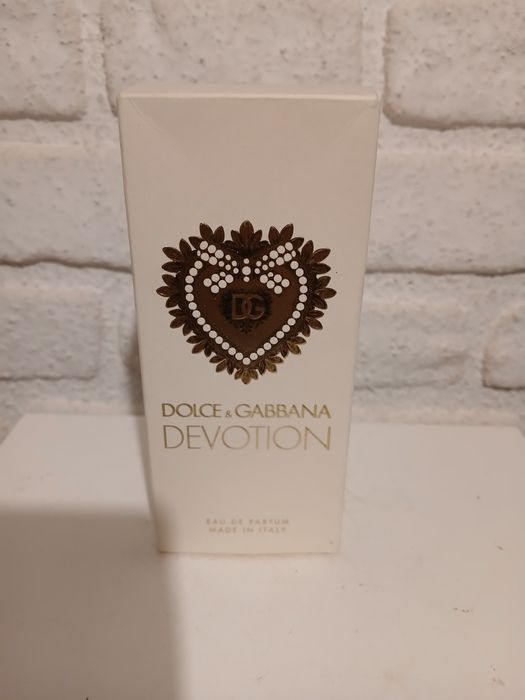 DG
DOLCE & GABBANA
DEVOTION
EAU DE PARFUM
MADE IN ITALY